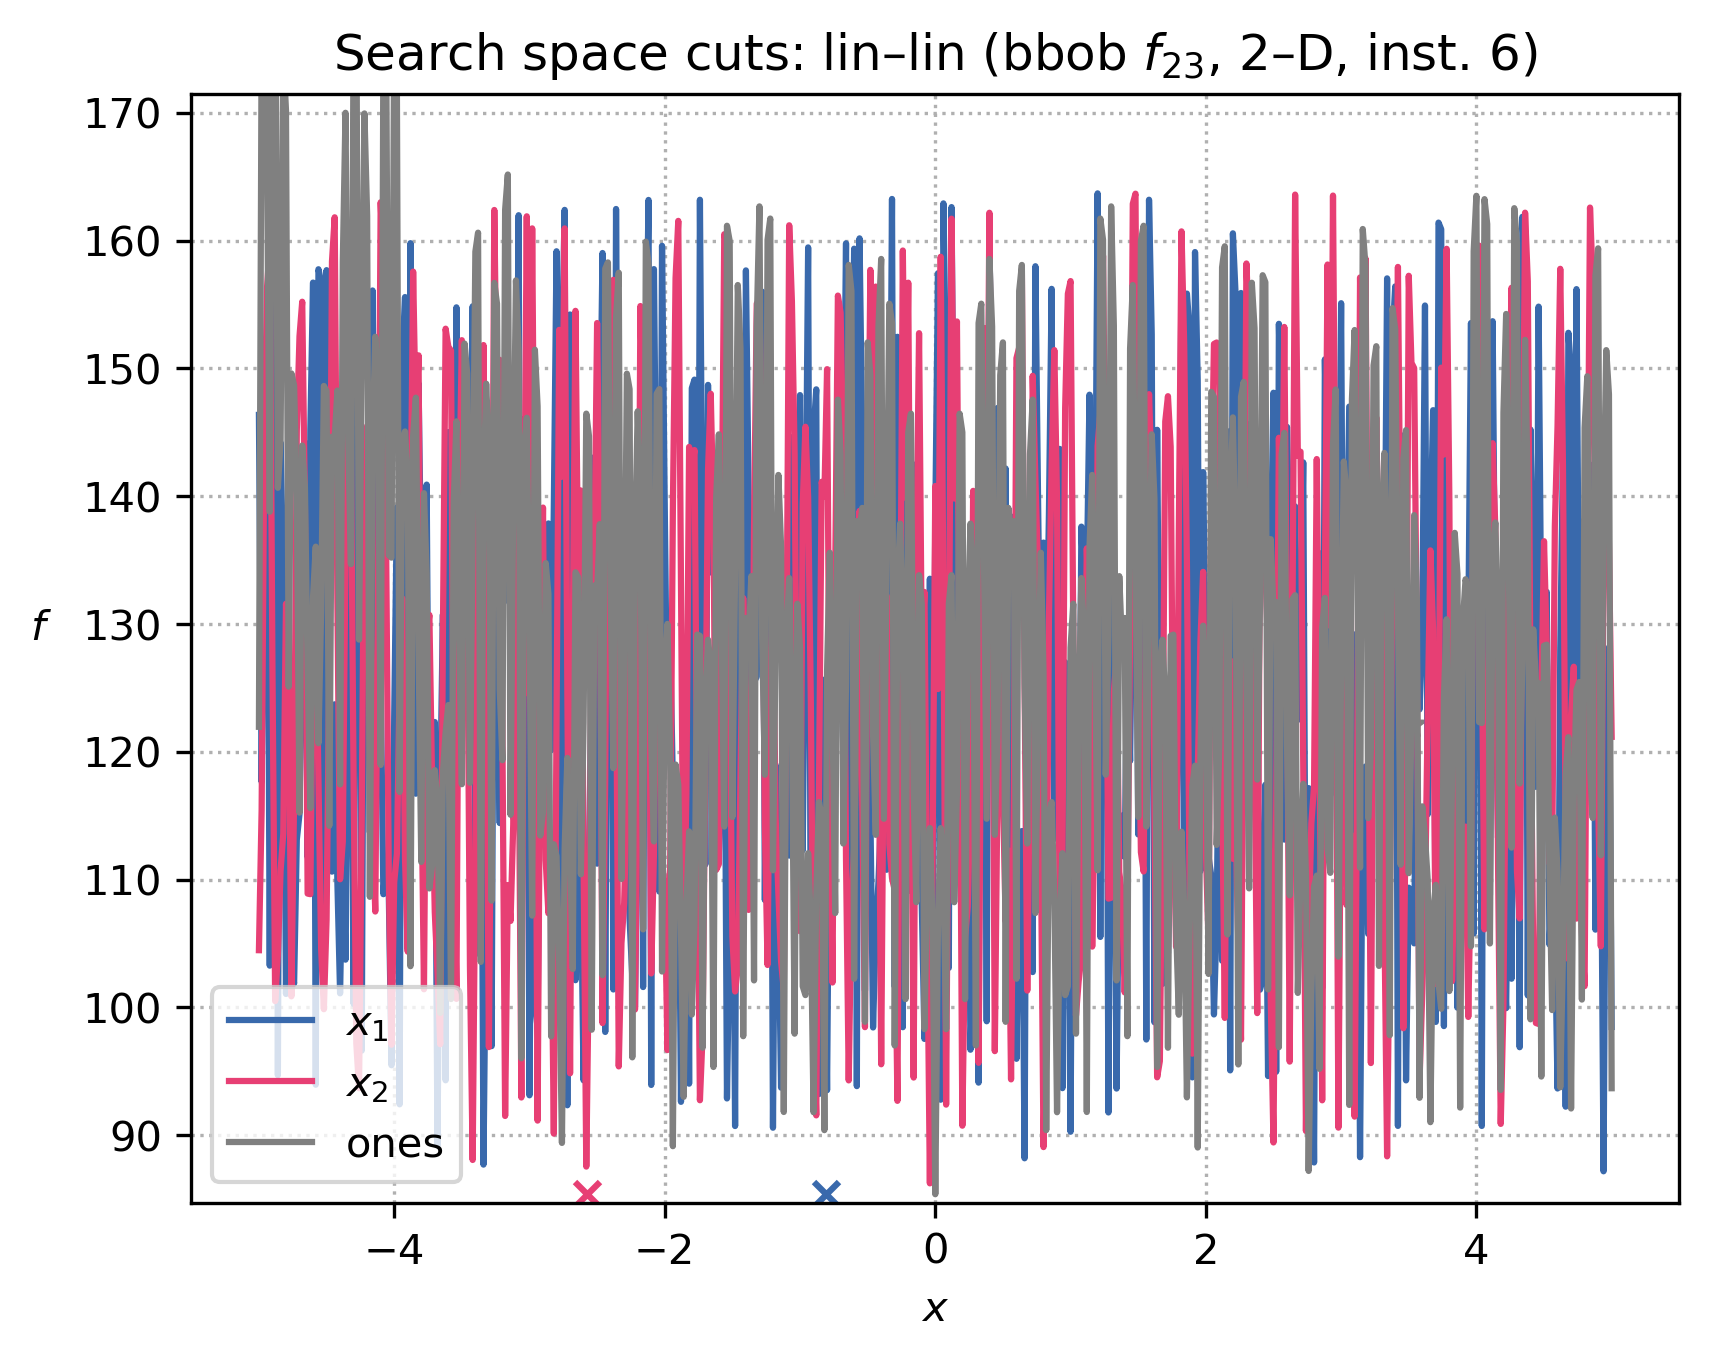 Search space cuts: lin–lin (bbob f₂₃, 2–D, inst. 6)
170
160
150
140
130
120
110
100
90
f
x₁
x₂
ones
−4 −2 0 2 4
x